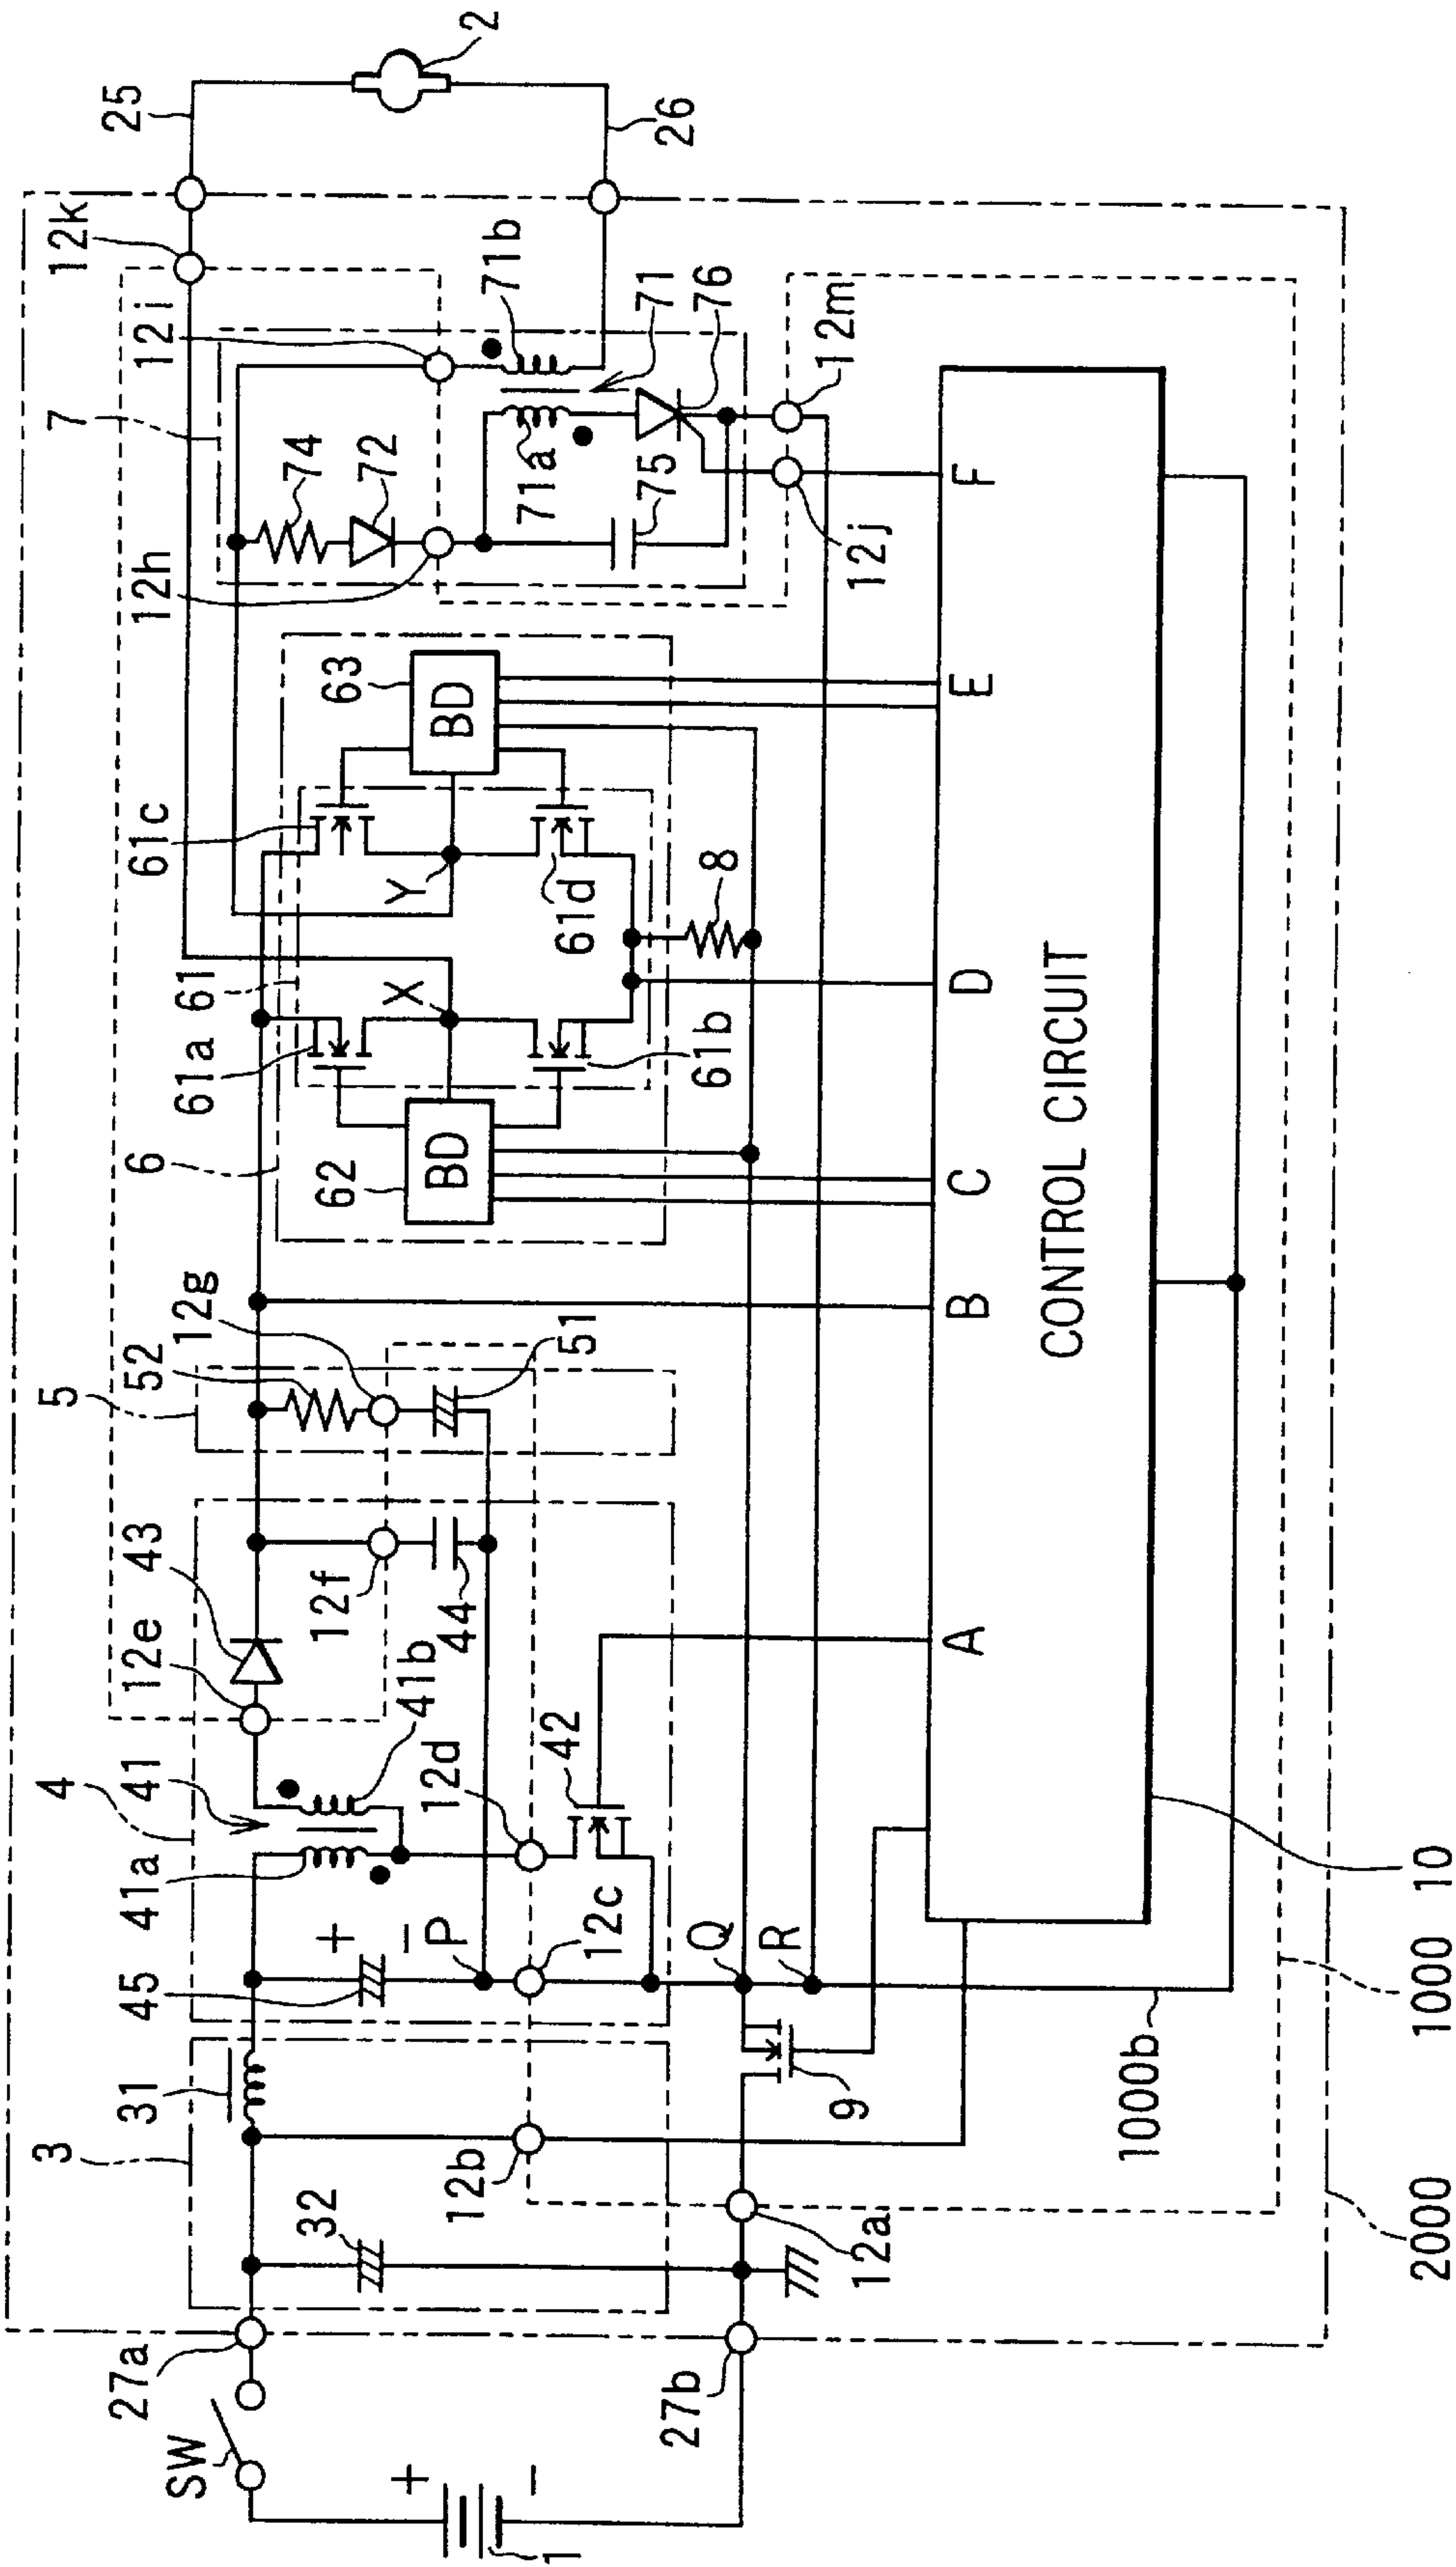 25
2
26
12k
7
12i
71b
71
76
12m
74
72
71a
75
12j
12h
F
63
BD
E
61c
Y
61d
8
61
X
D
61a
61b
6
62
BD
C
CONTROL CIRCUIT
12g
B
5
52
51
43
12f
44
12e
A
4
41
41b
12d
42
41a
45
+
−
P
12c
Q
R
10
1000
31
3
12b
9
1000b
32
12a
2000
27a
27b
SW
+
−
1